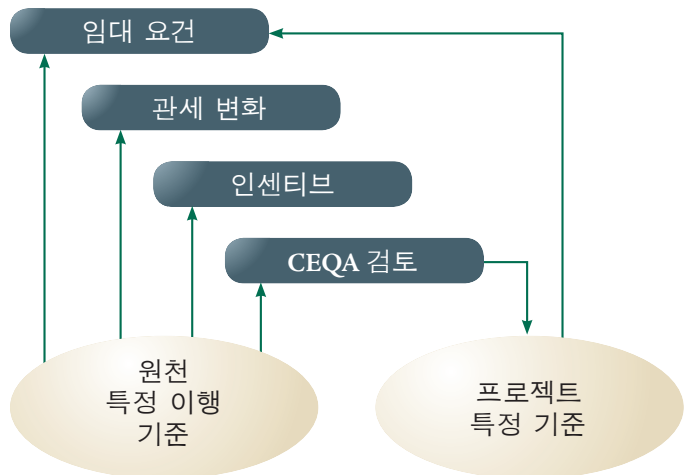 임대 요건
관세 변화
인센티브
CEQA 검토
원천
특정 이행
기준
프로젝트
특정 기준